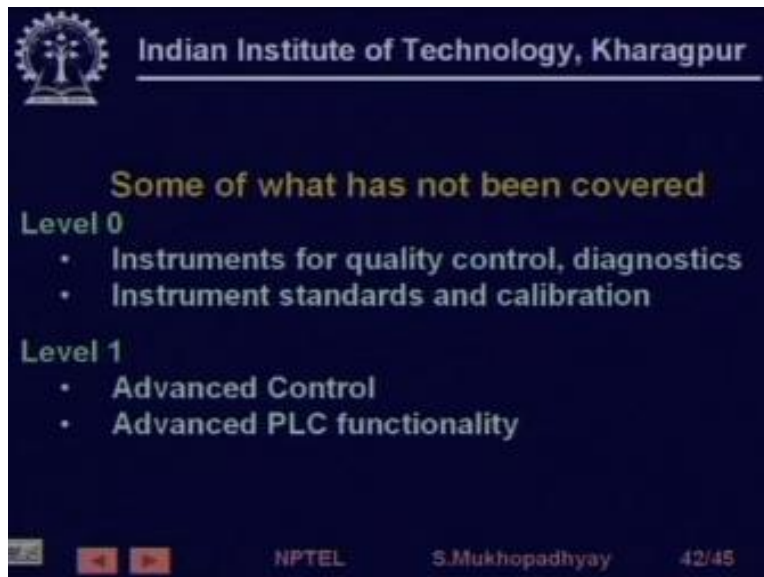 Indian Institute of Technology, Kharagpur
Some of what has not been covered
Level 0
• Instruments for quality control, diagnostics
• Instrument standards and calibration
Level 1
• Advanced Control
• Advanced PLC functionality
NPTEL S.Mukhopadhyay 42/45